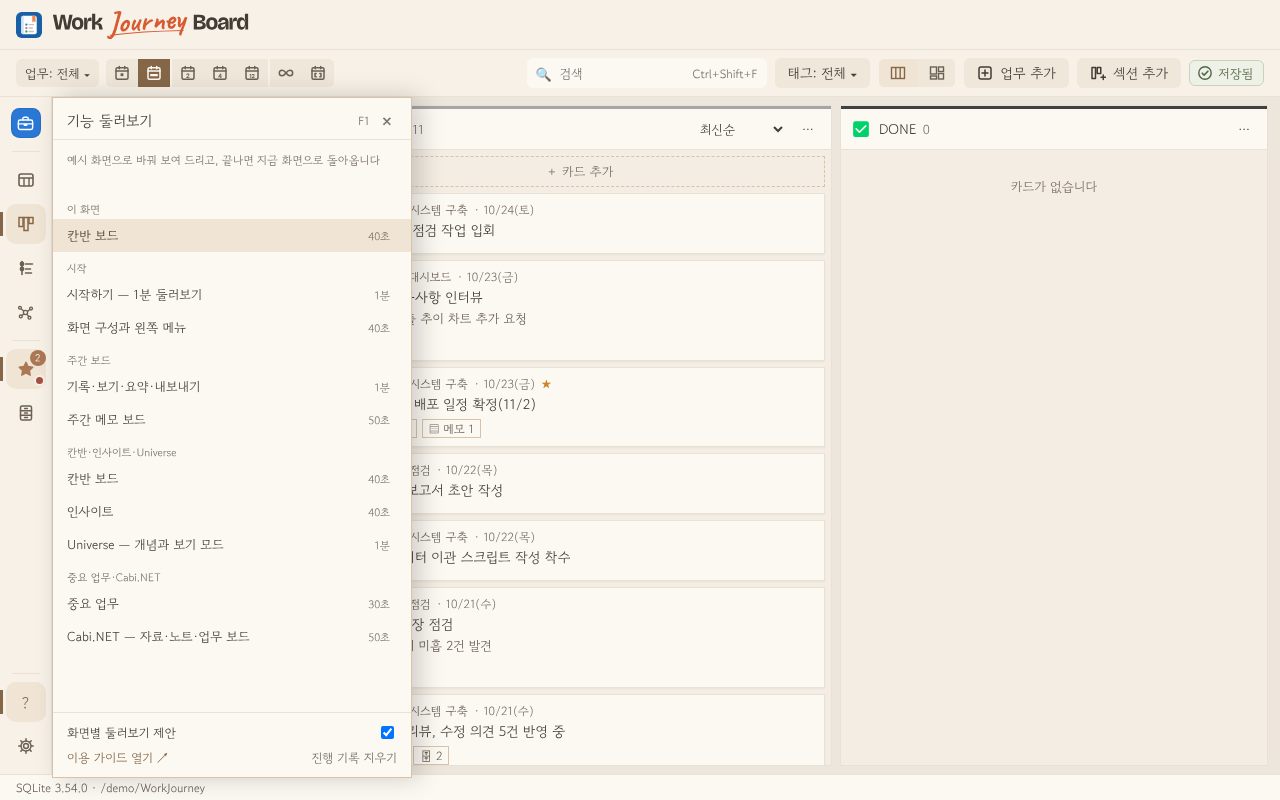 Work Journey Board
업무: 전체
2
4
12
검색
Ctrl+Shift+F
태그: 전체
업무 추가
섹션 추가
저장됨
기능 둘러보기
F1
예시 화면으로 바꿔 보여 드리고, 끝나면 지금 화면으로 돌아옵니다
이 화면
칸반 보드 40초
시작
시작하기 — 1분 둘러보기 1분
화면 구성과 왼쪽 메뉴 40초
주간 보드
기록·보기·요약·내보내기 1분
주간 메모 보드 50초
칸반·인사이트·Universe
칸반 보드 40초
인사이트 40초
Universe — 개념과 보기 모드 1분
중요 업무·Cabi.NET
중요 업무 30초
Cabi.NET — 자료·노트·업무 보드 50초
화면별 둘러보기 제안
이용 가이드 열기 ↗
진행 기록 지우기
2
?
11
최신순
···
+ 카드 추가
시스템 구축 · 10/24(토)
점검 작업 입회
대시보드 · 10/23(금)
사항 인터뷰
추이 차트 추가 요청
시스템 구축 · 10/23(금) ★
배포 일정 확정(11/2)
메모 1
점검 · 10/22(목)
보고서 초안 작성
시스템 구축 · 10/22(목)
이관 스크립트 작성 착수
점검 · 10/21(수)
점검
미흡 2건 발견
시스템 구축 · 10/21(수)
리뷰, 수정 의견 5건 반영 중
2
DONE 0
···
카드가 없습니다
SQLite 3.54.0 · /demo/WorkJourney